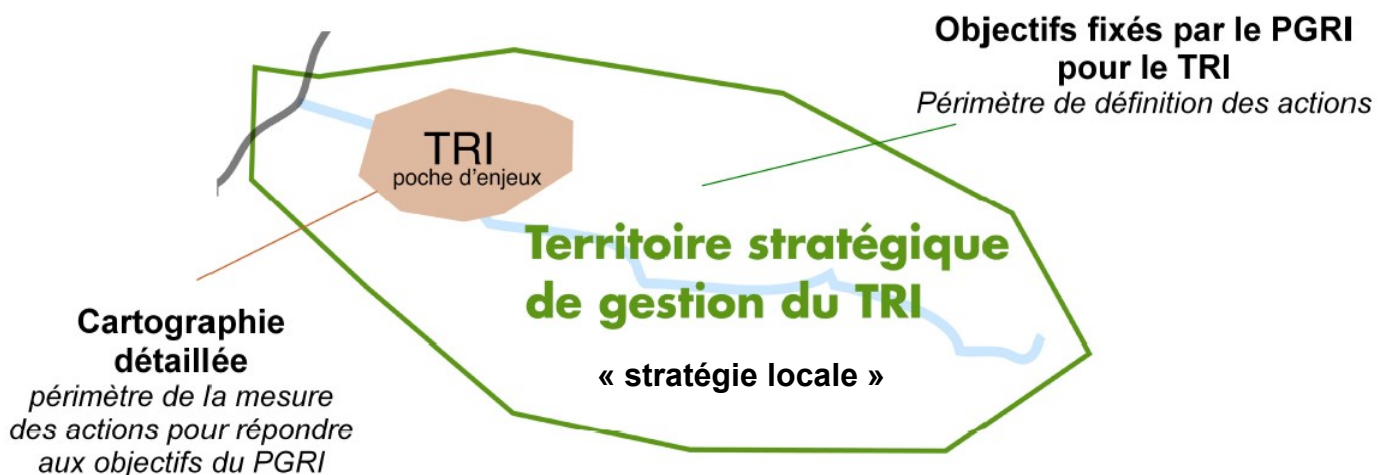 Objectifs fixés par le PGRI
pour le TRI
Périmètre de définition des actions
TRI
poche d'enjeux
Territoire stratégique
de gestion du TRI
« stratégie locale »
Cartographie
détaillée
périmètre de la mesure
des actions pour répondre
aux objectifs du PGRI